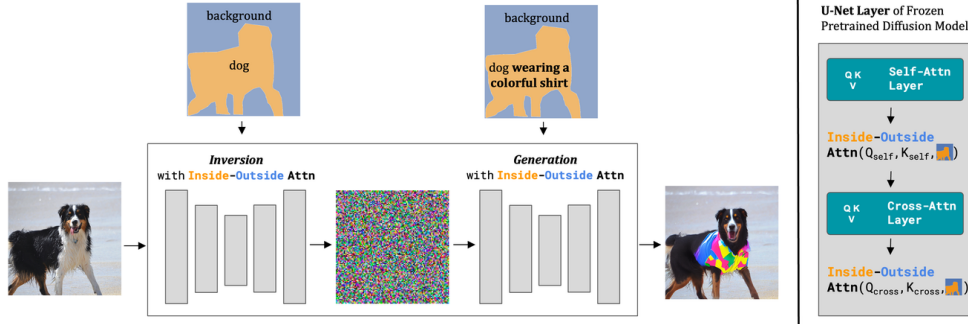 background
dog
background
dog wearing a
colorful shirt
Inversion
with Inside-Outside Attn
Generation
with Inside-Outside Attn
U-Net Layer of Frozen
Pretrained Diffusion Model
Q K
V
Self-Attn
Layer
Inside-Outside
Attn(Qself,Kself, )
Q K
V
Cross-Attn
Layer
Inside-Outside
Attn(Qcross,Kcross, )